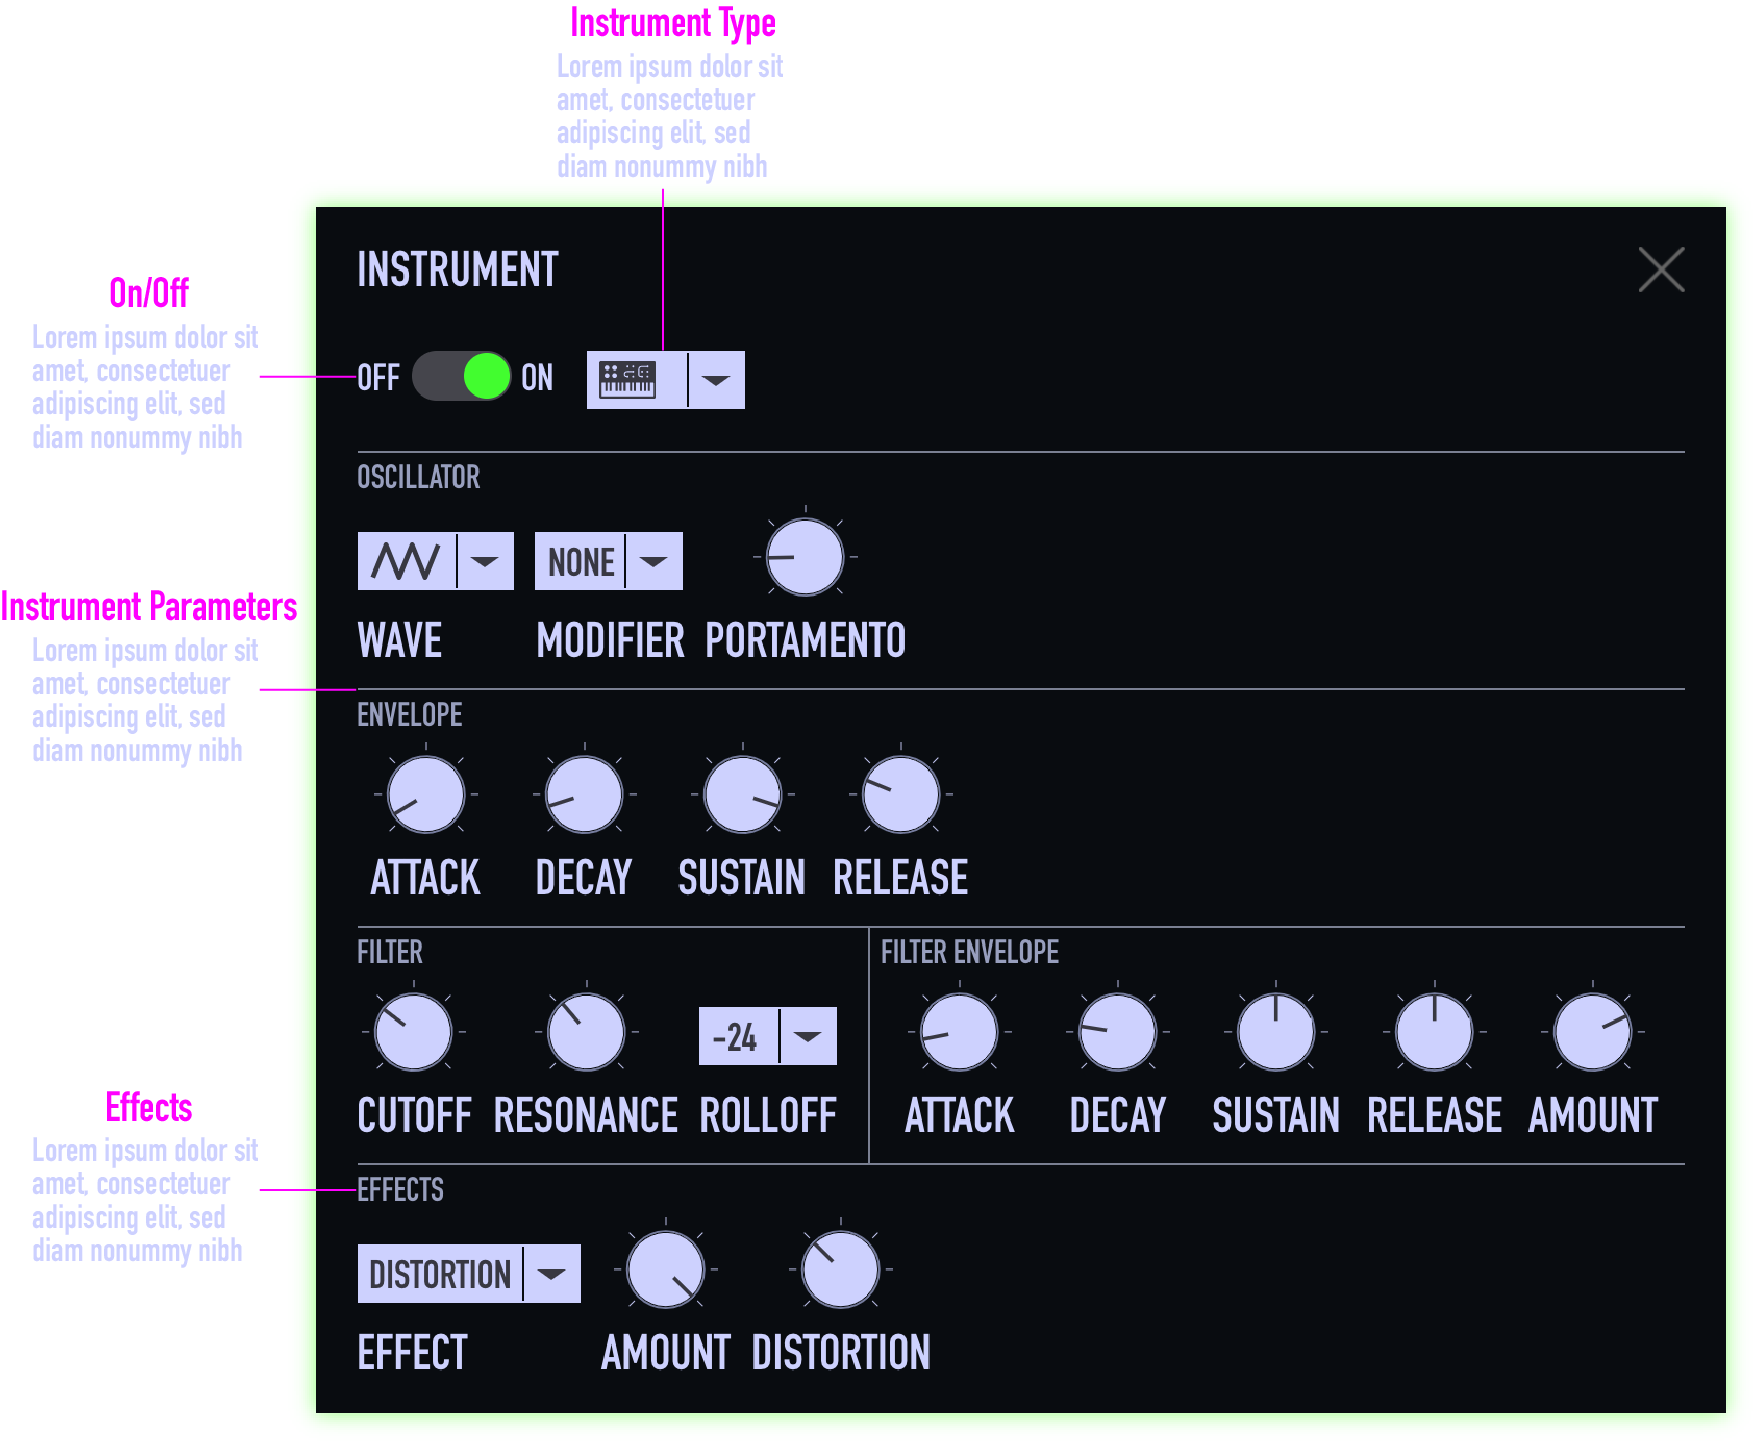 Instrument Type
Lorem ipsum dolor sit
amet, consectetuer
adipiscing elit, sed
diam nonummy nibh
INSTRUMENT
On/Off
Lorem ipsum dolor sit
amet, consectetuer
adipiscing elit, sed
diam nonummy nibh
OFF ON
OSCILLATOR
NONE
WAVE MODIFIER PORTAMENTO
Instrument Parameters
Lorem ipsum dolor sit
amet, consectetuer
adipiscing elit, sed
diam nonummy nibh
ENVELOPE
ATTACK DECAY SUSTAIN RELEASE
FILTER
-24
CUTOFF RESONANCE ROLLOFF
FILTER ENVELOPE
ATTACK DECAY SUSTAIN RELEASE AMOUNT
Effects
Lorem ipsum dolor sit
amet, consectetuer
adipiscing elit, sed
diam nonummy nibh
EFFECTS
DISTORTION
EFFECT AMOUNT DISTORTION